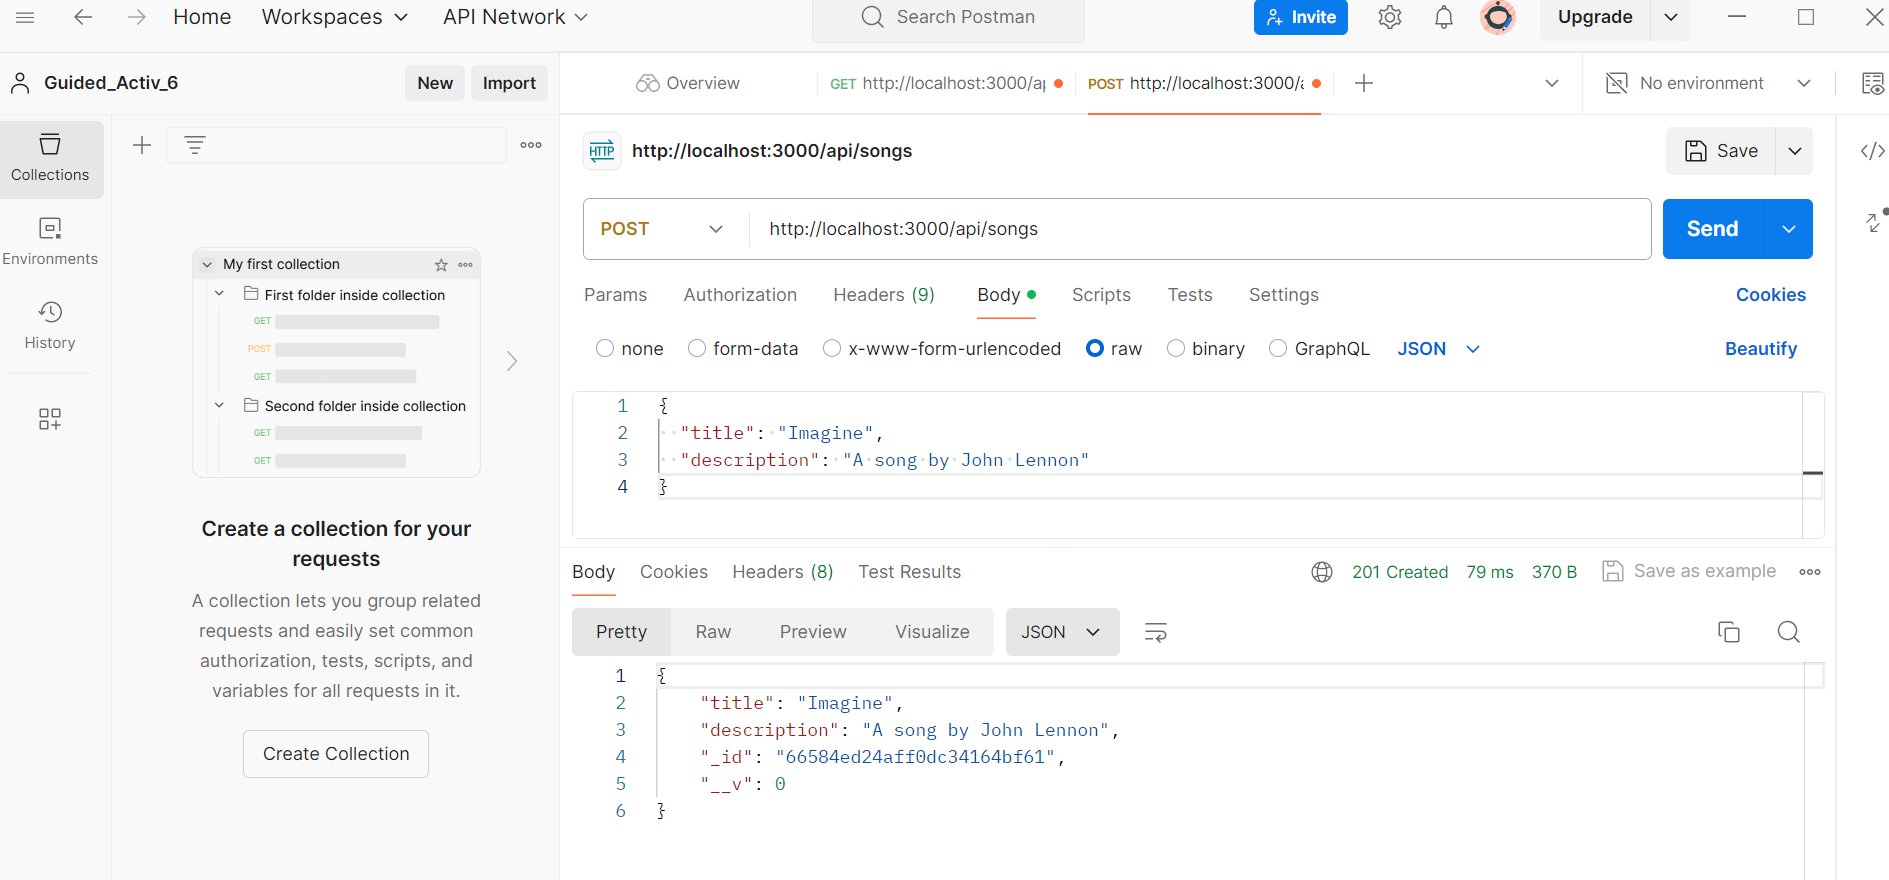 Home Workspaces API Network Search Postman Invite Upgrade
Guided_Activ_6 New Import
Overview GET http://localhost:3000/ap POST http://localhost:3000/a No environment
Collections
Environments
History
My first collection
First folder inside collection
GET
POST
GET
Second folder inside collection
GET
GET
Create a collection for your
requests
A collection lets you group related
requests and easily set common
authorization, tests, scripts, and
variables for all requests in it.
Create Collection
HTTP http://localhost:3000/api/songs Save
POST http://localhost:3000/api/songs Send
Params Authorization Headers (9) Body Scripts Tests Settings Cookies
none form-data x-www-form-urlencoded raw binary GraphQL JSON Beautify
1 {
2 "title": "Imagine",
3 "description": "A song by John Lennon"
4 }
Body Cookies Headers (8) Test Results 201 Created 79 ms 370 B Save as example
Pretty Raw Preview Visualize JSON
1 {
2 "title": "Imagine",
3 "description": "A song by John Lennon",
4 "_id": "66584ed24aff0dc34164bf61",
5 "__v": 0
6 }